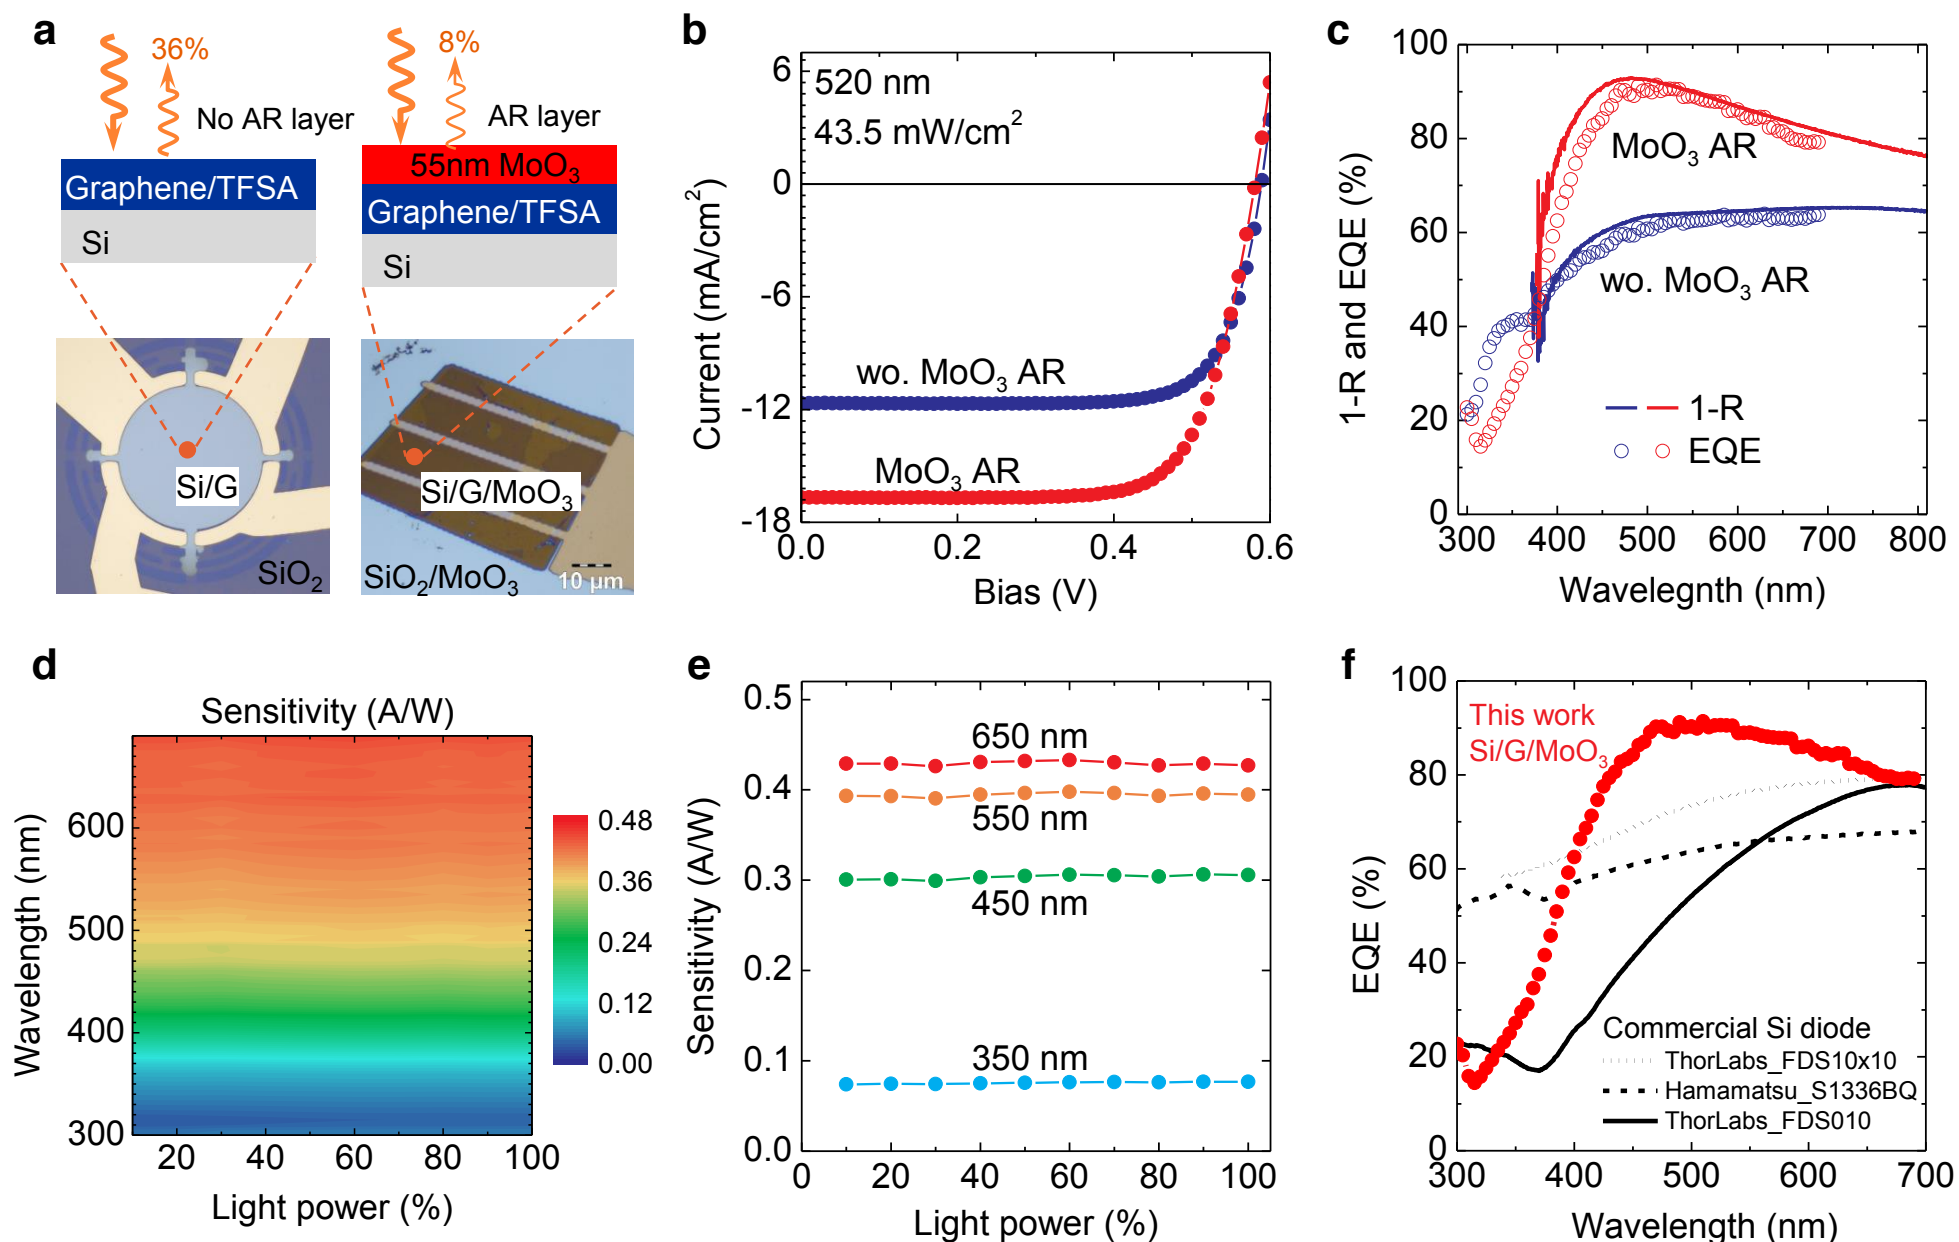 a
36%
No AR layer
Graphene/TFSA
Si
8%
AR layer
55nm MoO3
Graphene/TFSA
Si
Si/G
SiO2
Si/G/MoO3
SiO2/MoO3
10 μm
b
520 nm
43.5 mW/cm2
wo. MoO3 AR
MoO3 AR
Current (mA/cm2)
6
0
-6
-12
-18
0.0 0.2 0.4 0.6
Bias (V)
c
1-R and EQE (%)
100
80
60
40
20
0
MoO3 AR
wo. MoO3 AR
1-R
EQE
300 400 500 600 700 800
Wavelegnth (nm)
d
Sensitivity (A/W)
Wavelength (nm)
600
500
400
300
20 40 60 80 100
Light power (%)
0.48
0.36
0.24
0.12
0.00
e
Sensitivity (A/W)
0.5
0.4
0.3
0.2
0.1
0.0
650 nm
550 nm
450 nm
350 nm
0 20 40 60 80 100
Light power (%)
f
EQE (%)
100
80
60
40
20
0
This work
Si/G/MoO3
Commercial Si diode
ThorLabs_FDS10x10
Hamamatsu_S1336BQ
ThorLabs_FDS010
300 400 500 600 700
Wavelength (nm)